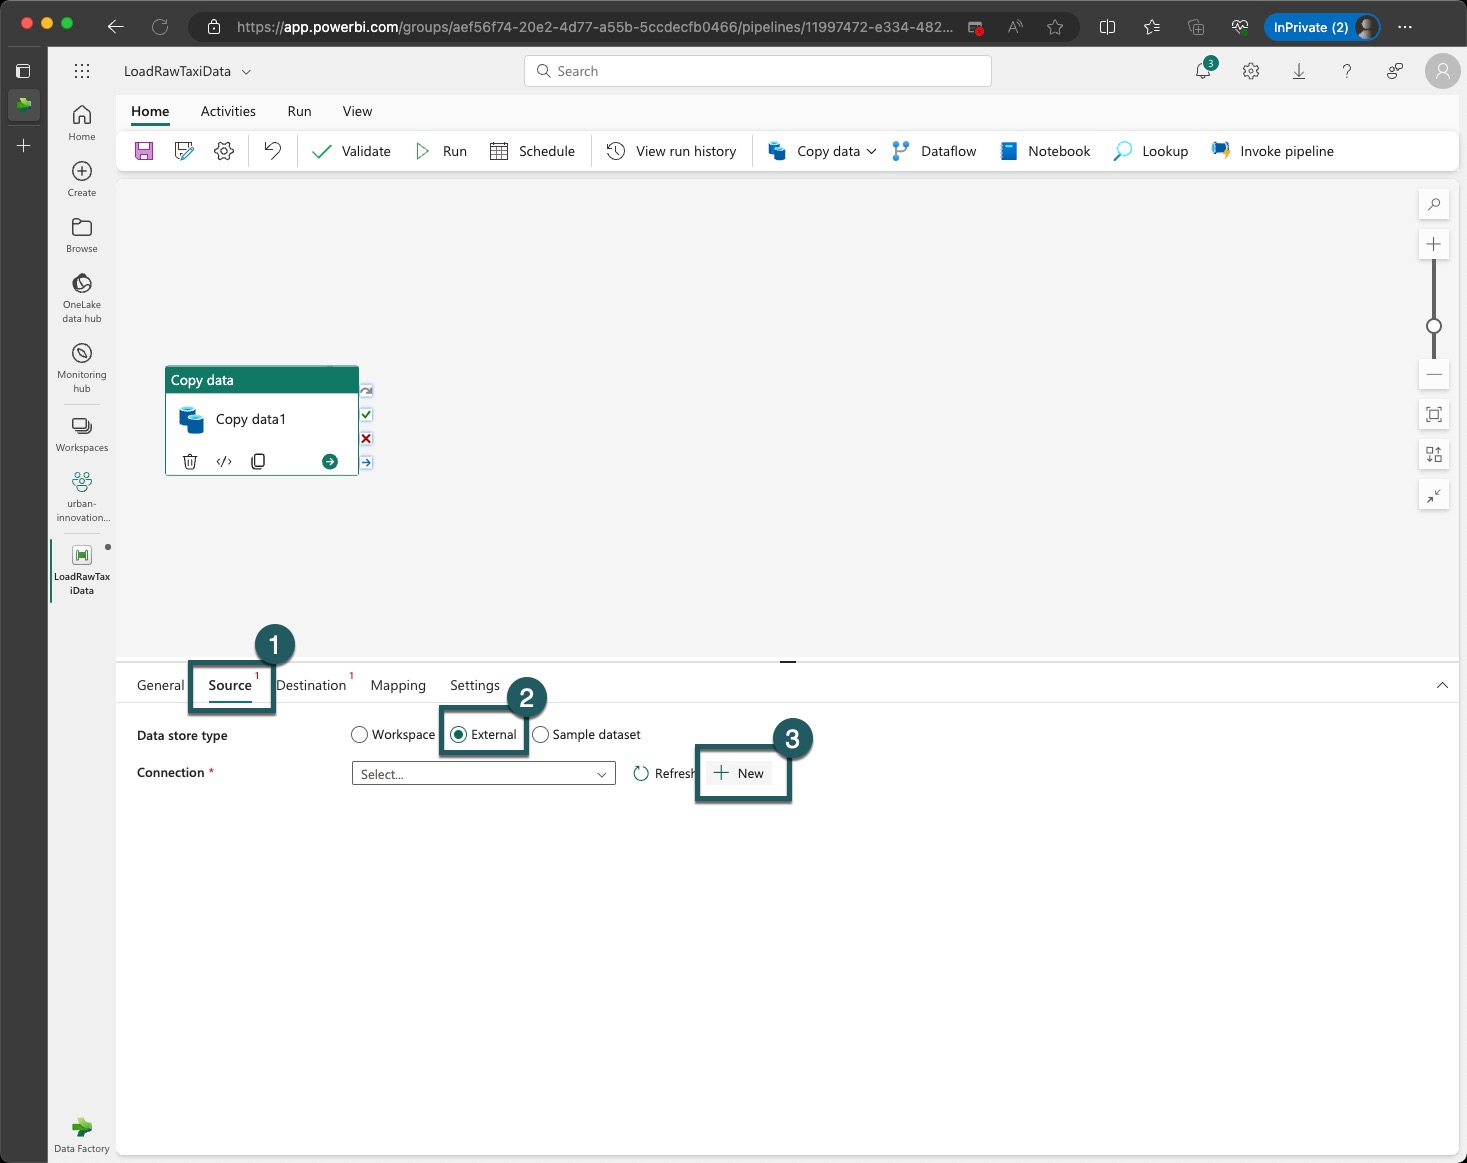 https://app.powerbi.com/groups/aef56f74-20e2-4d77-a55b-5ccdecfb0466/pipelines/11997472-e334-482...
InPrivate (2)
LoadRawTaxiData
Search
3
Home
Activities
Run
View
Validate
Run
Schedule
View run history
Copy data
Dataflow
Notebook
Lookup
Invoke pipeline
Home
Create
Browse
OneLake
data hub
Monitoring
hub
Workspaces
urban-
innovation...
LoadRawTax
iData
Data Factory
Copy data
Copy data1
1
General
Source 1
Destination 1
Mapping
Settings
2
Data store type
Workspace
External
Sample dataset
3
Connection *
Select...
Refresh
New